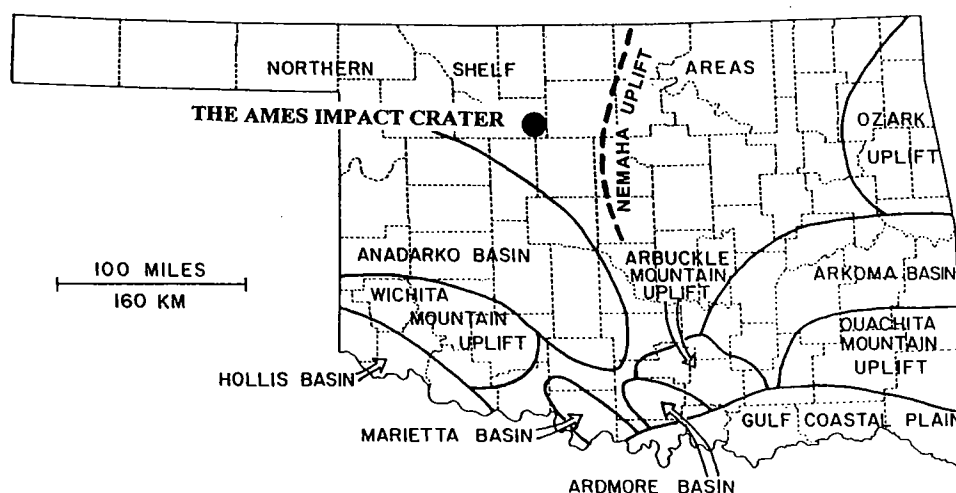 NORTHERN SHELF AREAS
THE AMES IMPACT CRATER
NEMAHA UPLIFT
OZARK
UPLIFT
ANADARKO BASIN
ARBUCKLE
MOUNTAIN
UPLIFT
ARKOMA BASIN
100 MILES
160 KM
WICHITA
MOUNTAIN
UPLIFT
OUACHITA
MOUNTAIN
UPLIFT
HOLLIS BASIN
MARIETTA BASIN
GULF COASTAL PLAIN
ARDMORE BASIN